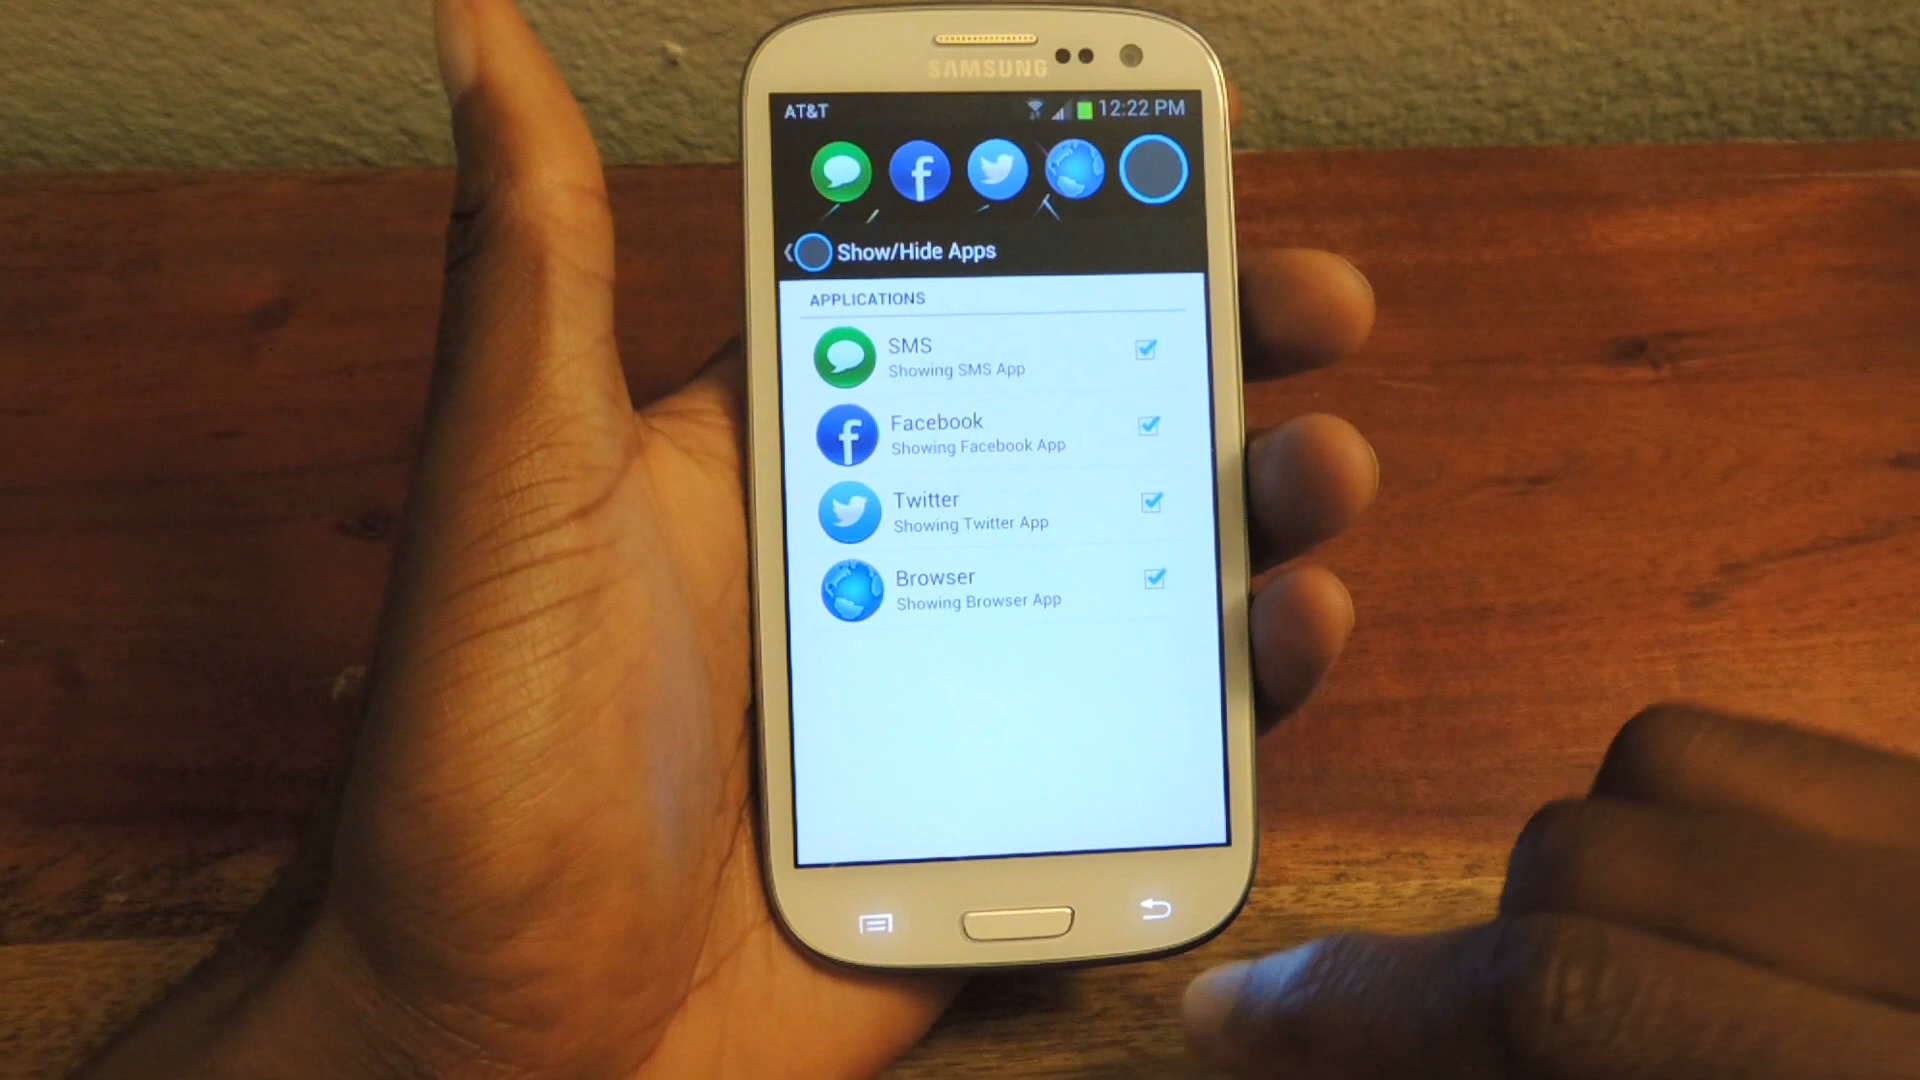 SAMSUNG
AT&T 12:22 PM
Show/Hide Apps
APPLICATIONS
SMS
Showing SMS App
Facebook
Showing Facebook App
Twitter
Showing Twitter App
Browser
Showing Browser App